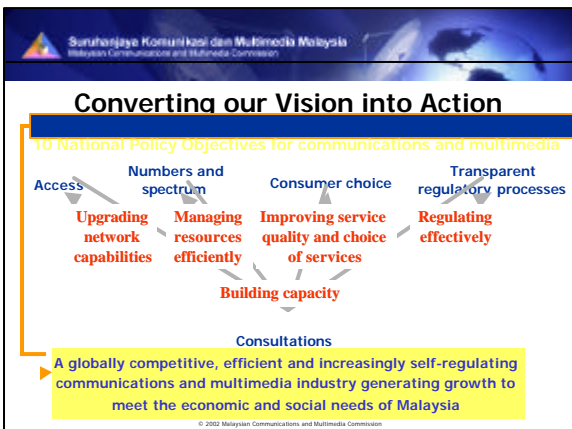 Suruhanjaya Komunikasi dan Multimedia Malaysia
Malaysian Communications and Multimedia Commission
Converting our Vision into Action
10 National Policy Objectives for communications and multimedia
Access
Numbers and
spectrum
Consumer choice
Transparent
regulatory processes
Upgrading
network
capabilities
Managing
resources
efficiently
Improving service
quality and choice
of services
Regulating
effectively
Building capacity
Consultations
A globally competitive, efficient and increasingly self-regulating
communications and multimedia industry generating growth to
meet the economic and social needs of Malaysia
© 2002 Malaysian Communications and Multimedia Commission